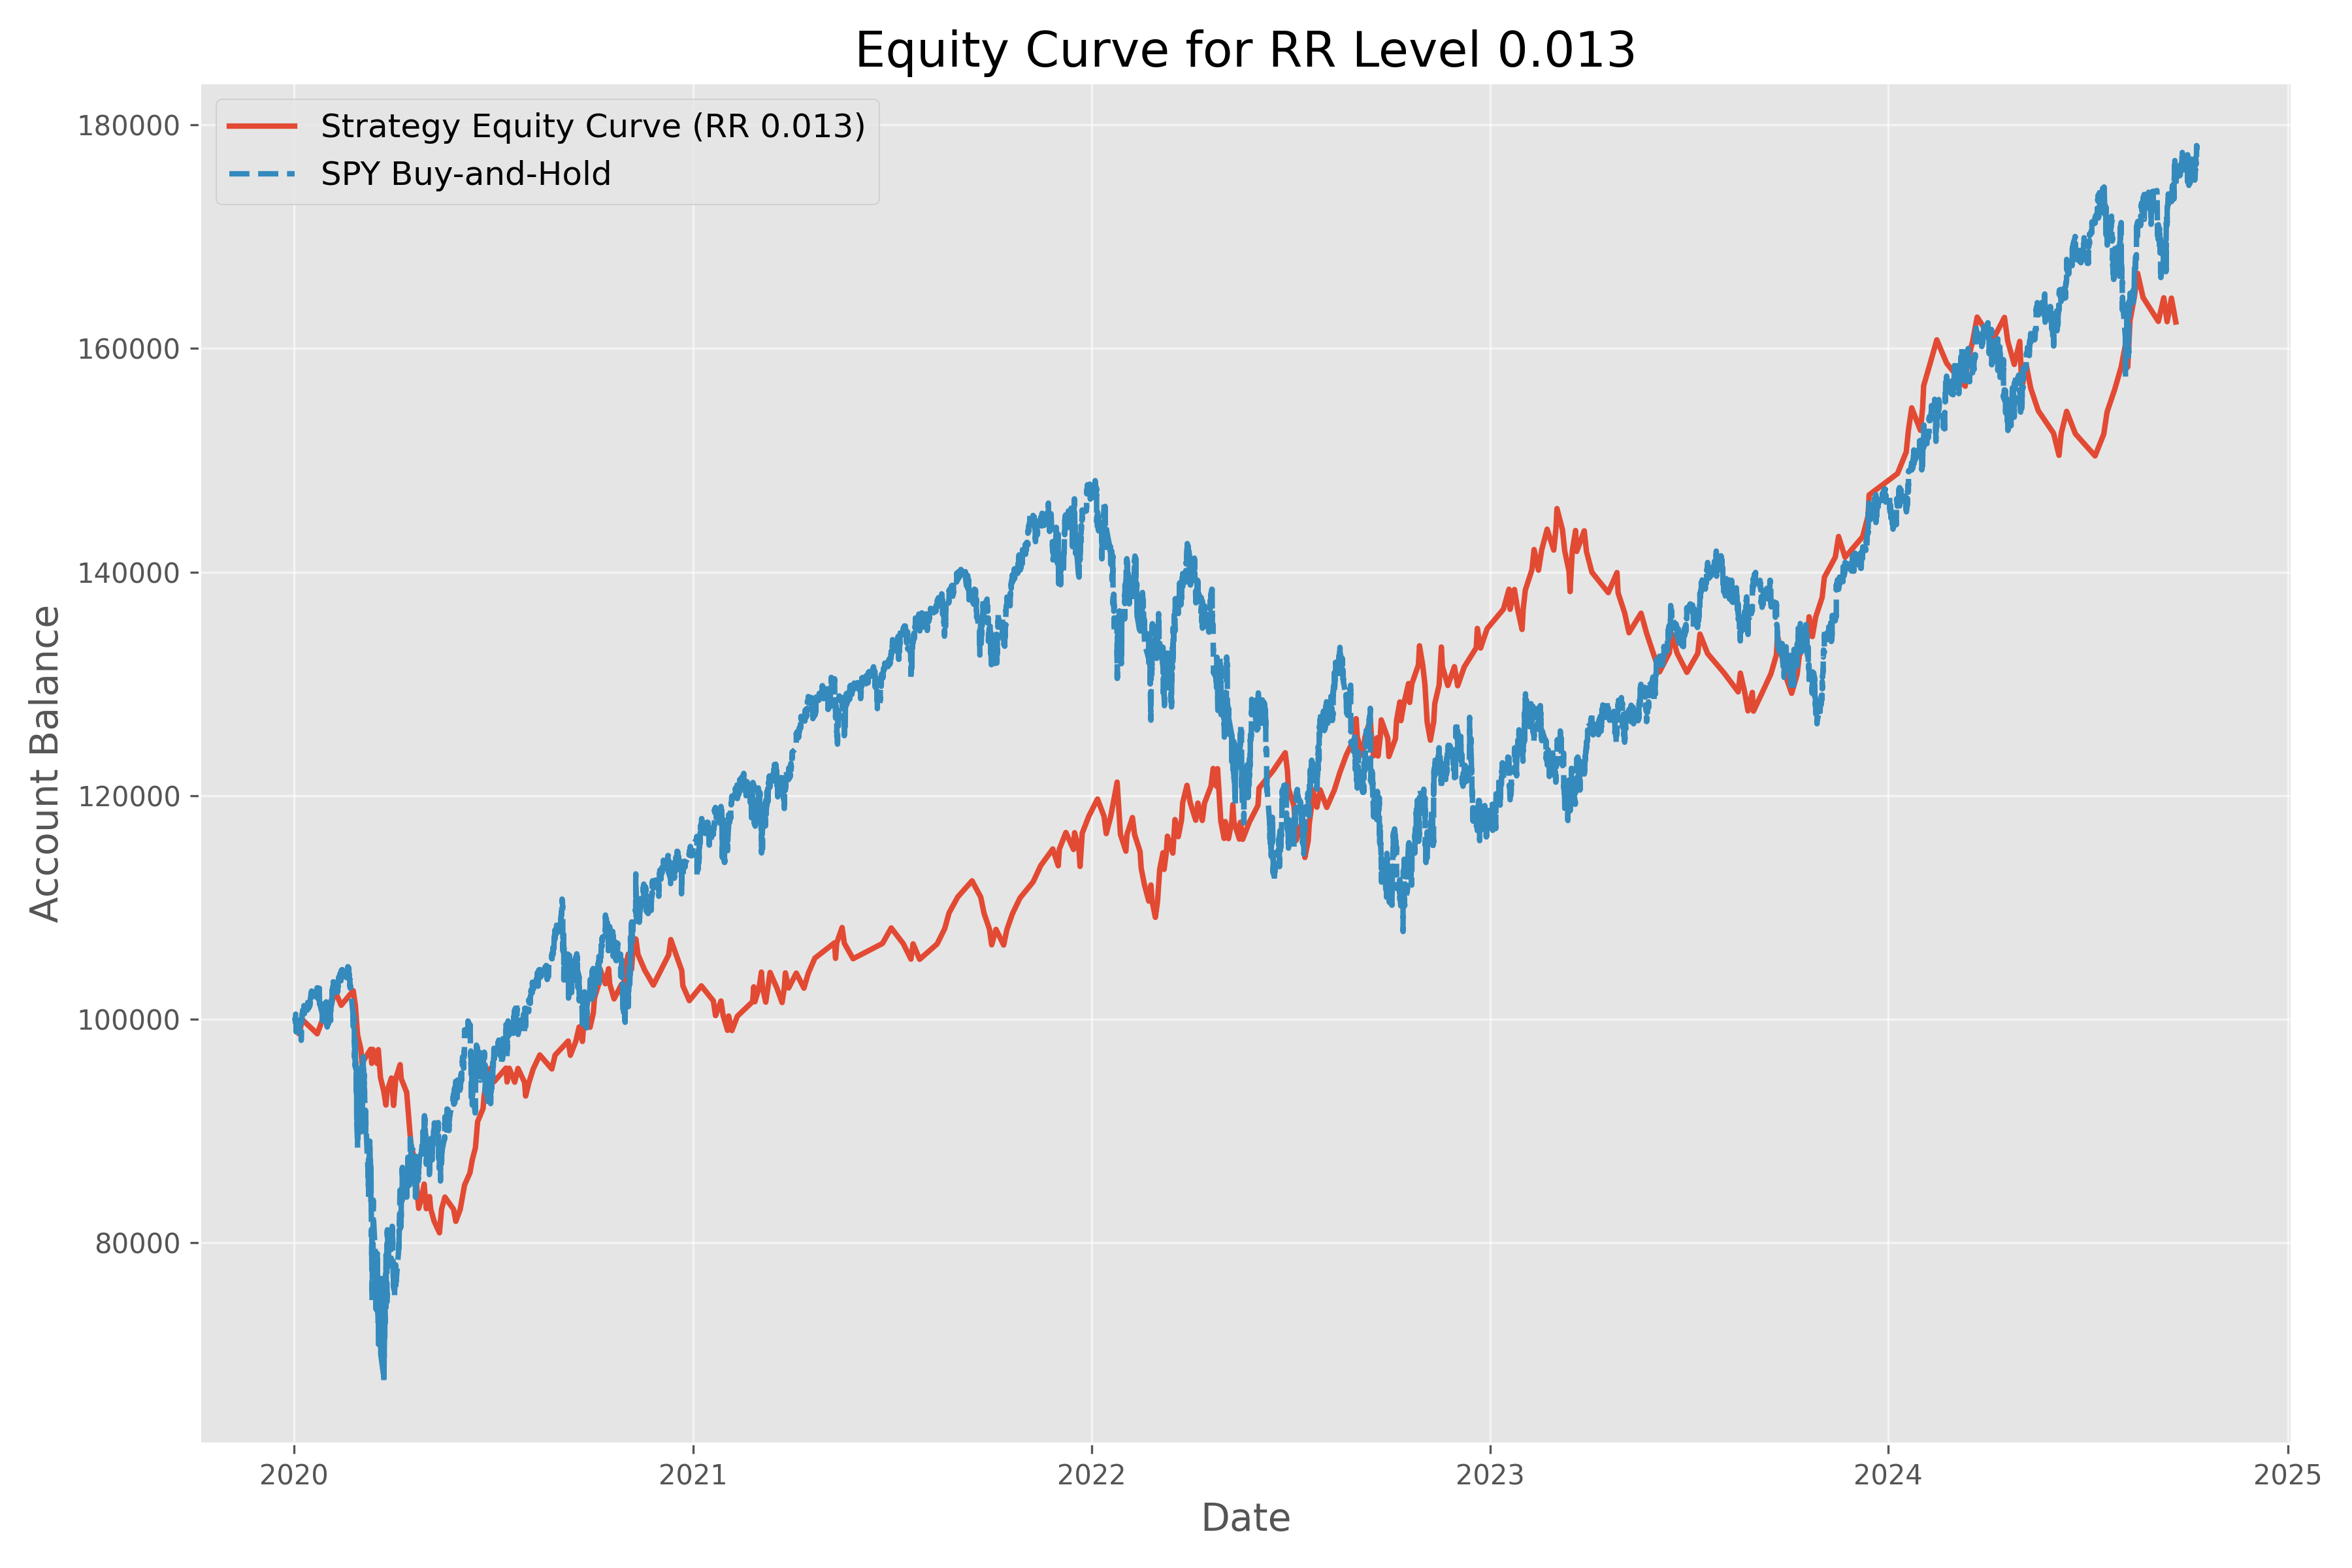 Equity Curve for RR Level 0.013
Strategy Equity Curve (RR 0.013)
SPY Buy-and-Hold
180000
160000
140000
120000
100000
80000
Account Balance
2020
2021
2022
2023
2024
2025
Date